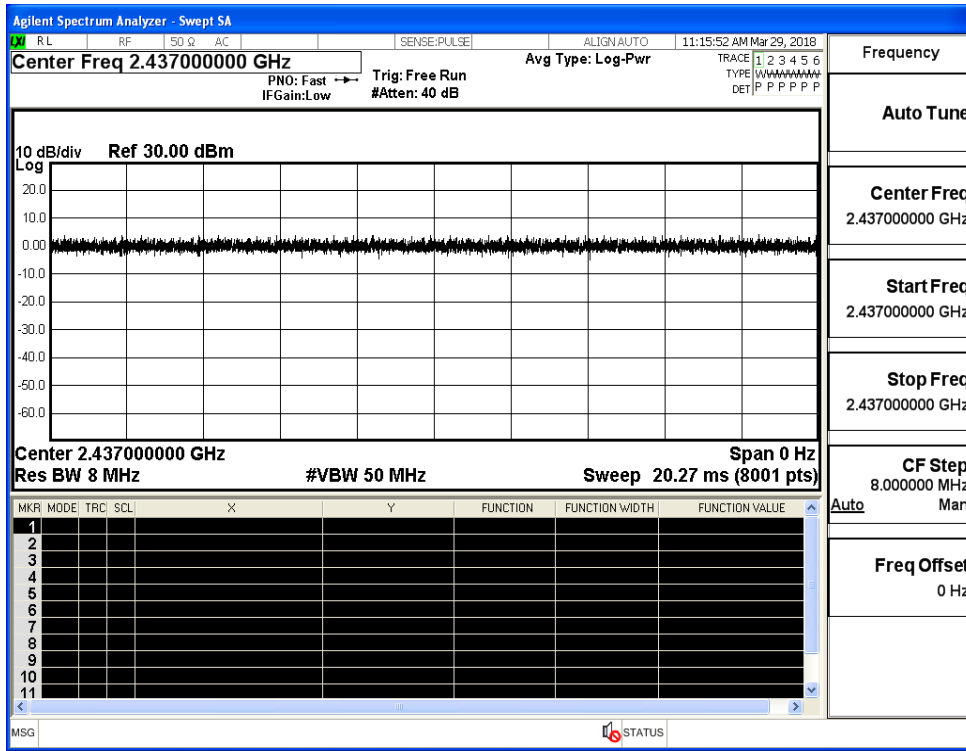 Agilent Spectrum Analyzer - Swept SA
LXI RL RF 50 Ω AC SENSE:PULSE ALIGN AUTO 11:15:52 AM Mar 29, 2018
Center Freq 2.437000000 GHz
PNO: Fast
IFGain:Low
Trig: Free Run
#Atten: 40 dB
Avg Type: Log-Pwr
TRACE 1 2 3 4 5 6
TYPE WWWWWW
DET P P P P P P
10 dB/div Ref 30.00 dBm
Log
20.0
10.0
0.00
-10.0
-20.0
-30.0
-40.0
-50.0
-60.0
Center 2.437000000 GHz Span 0 Hz
Res BW 8 MHz #VBW 50 MHz Sweep 20.27 ms (8001 pts)
MKR MODE TRC SCL X Y FUNCTION FUNCTION WIDTH FUNCTION VALUE
1
2
3
4
5
6
7
8
9
10
11
MSG STATUS
Frequency
Auto Tune
Center Freq
2.437000000 GHz
Start Freq
2.437000000 GHz
Stop Freq
2.437000000 GHz
CF Step
8.000000 MHz
Auto Man
Freq Offset
0 Hz